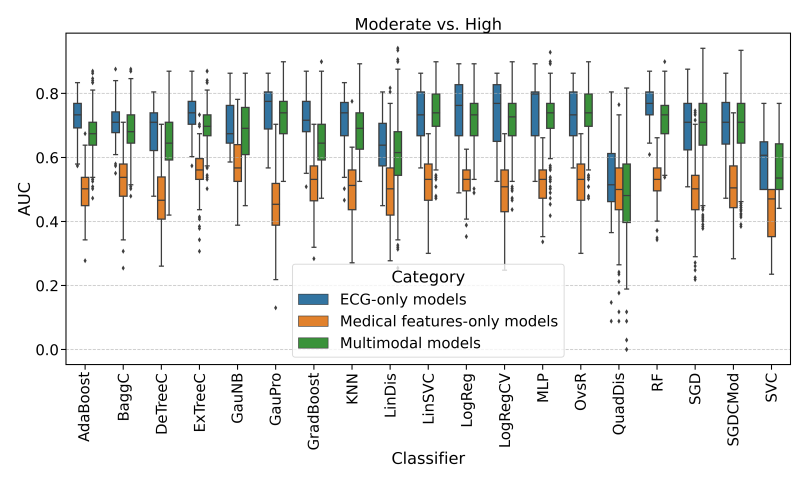 Moderate vs. High
AUC
0.8
0.6
0.4
0.2
0.0
Category
ECG-only models
Medical features-only models
Multimodal models
AdaBoost
BaggC
DeTreeC
ExTreeC
GauNB
GauPro
GradBoost
KNN
LinDis
LinSVC
LogReg
LogRegCV
MLP
OvsR
QuadDis
RF
SGD
SGDCMod
SVC
Classifier